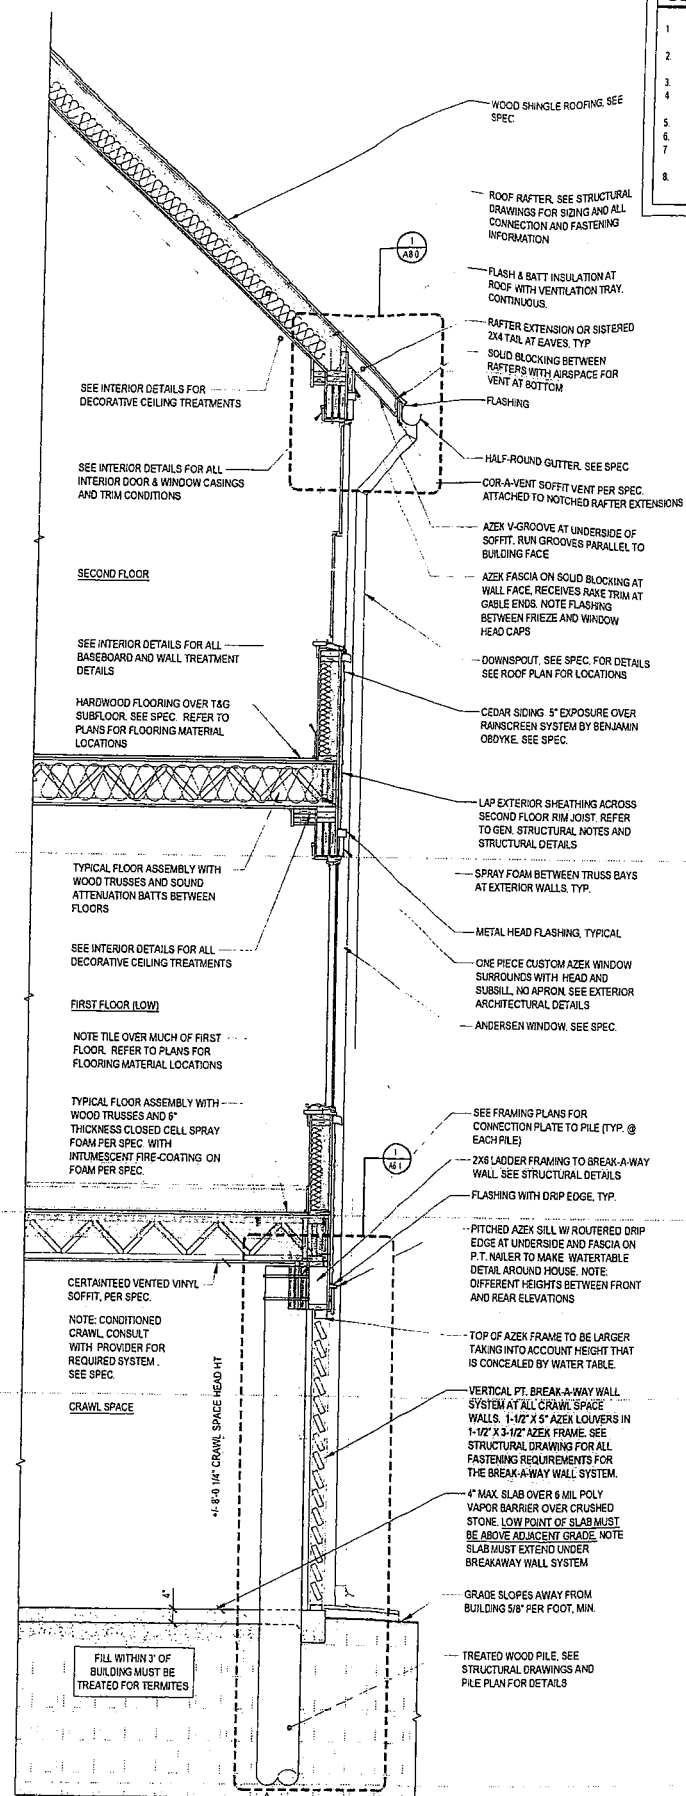 1
2.
3.
4
5.
6.
7
8.
WOOD SHINGLE ROOFING. SEE
SPEC
ROOF RAFTER, SEE STRUCTURAL
DRAWINGS FOR SIZING AND ALL
CONNECTION AND FASTENING
INFORMATION
1
A8 0
FLASH & BATT INSULATION AT
ROOF WITH VENTILATION TRAY,
CONTINUOUS.
RAFTER EXTENSION OR SISTERED
2X4 TAIL AT EAVES, TYP
SOLID BLOCKING BETWEEN
RAFTERS WITH AIRSPACE FOR
VENT AT BOTTOM
FLASHING
SEE INTERIOR DETAILS FOR
DECORATIVE CEILING TREATMENTS
HALF-ROUND GUTTER. SEE SPEC
SEE INTERIOR DETAILS FOR ALL
INTERIOR DOOR & WINDOW CASINGS
AND TRIM CONDITIONS
COR-A-VENT SOFFIT VENT PER SPEC.
ATTACHED TO NOTCHED RAFTER EXTENSIONS
AZEK V-GROOVE AT UNDERSIDE OF
SOFFIT. RUN GROOVES PARALLEL TO
BUILDING FACE
SECOND FLOOR
AZEK FASCIA ON SOLID BLOCKING AT
WALL FACE, RECEIVES RAKE TRIM AT
GABLE ENDS. NOTE FLASHING
BETWEEN FRIEZE AND WINDOW
HEAD CAPS
SEE INTERIOR DETAILS FOR ALL
BASEBOARD AND WALL TREATMENT
DETAILS
DOWNSPOUT, SEE SPEC. FOR DETAILS
SEE ROOF PLAN FOR LOCATIONS
HARDWOOD FLOORING OVER T&G
SUBFLOOR. SEE SPEC. REFER TO
PLANS FOR FLOORING MATERIAL
LOCATIONS
CEDAR SIDING 5" EXPOSURE OVER
RAINSCREEN SYSTEM BY BENJAMIN
OBDYKE. SEE SPEC.
LAP EXTERIOR SHEATHING ACROSS
SECOND FLOOR RIM JOIST. REFER
TO GEN. STRUCTURAL NOTES AND
STRUCTURAL DETAILS
TYPICAL FLOOR ASSEMBLY WITH
WOOD TRUSSES AND SOUND
ATTENUATION BATTS BETWEEN
FLOORS
SPRAY FOAM BETWEEN TRUSS BAYS
AT EXTERIOR WALLS, TYP.
METAL HEAD FLASHING, TYPICAL
SEE INTERIOR DETAILS FOR ALL
DECORATIVE CEILING TREATMENTS
ONE PIECE CUSTOM AZEK WINDOW
SURROUNDS WITH HEAD AND
SUBSILL, NO APRON. SEE EXTERIOR
ARCHITECTURAL DETAILS
FIRST FLOOR (LOW)
ANDERSEN WINDOW. SEE SPEC.
NOTE TILE OVER MUCH OF FIRST
FLOOR. REFER TO PLANS FOR
FLOORING MATERIAL LOCATIONS
TYPICAL FLOOR ASSEMBLY WITH
WOOD TRUSSES AND 6"
THICKNESS CLOSED CELL SPRAY
FOAM PER SPEC. WITH
INTUMESCENT FIRE-COATING ON
FOAM PER SPEC.
SEE FRAMING PLANS FOR
CONNECTION PLATE TO PILE (TYP. @
EACH PILE)
1
A8 1
2X6 LADDER FRAMING TO BREAK-A-WAY
WALL SEE STRUCTURAL DETAILS
FLASHING WITH DRIP EDGE, TYP.
PITCHED AZEK SILL W/ ROUTERED DRIP
EDGE AT UNDERSIDE AND FASCIA ON
P.T. NAILER TO MAKE WATERTABLE
DETAIL AROUND HOUSE. NOTE:
DIFFERENT HEIGHTS BETWEEN FRONT
AND REAR ELEVATIONS
CERTAINTEED VENTED VINYL
SOFFIT, PER SPEC.
NOTE: CONDITIONED
CRAWL, CONSULT
WITH PROVIDER FOR
REQUIRED SYSTEM.
SEE SPEC.
TOP OF AZEK FRAME TO BE LARGER
TAKING INTO ACCOUNT HEIGHT THAT
IS CONCEALED BY WATER TABLE.
CRAWL SPACE
+/- 8'-0 1/4" CRAWL SPACE HEAD HT
VERTICAL PT. BREAK-A-WAY WALL
SYSTEM AT ALL CRAWL SPACE
WALLS. 1-1/2" X 5" AZEK LOUVERS IN
1-1/2" X 3-1/2" AZEK FRAME. SEE
STRUCTURAL DRAWING FOR ALL
FASTENING REQUIREMENTS FOR
THE BREAK-A-WAY WALL SYSTEM.
4" MAX. SLAB OVER 6 MIL POLY
VAPOR BARRIER OVER CRUSHED
STONE. LOW POINT OF SLAB MUST
BE ABOVE ADJACENT GRADE. NOTE
SLAB MUST EXTEND UNDER
BREAKAWAY WALL SYSTEM
4"
GRADE SLOPES AWAY FROM
BUILDING 5/8" PER FOOT, MIN.
FILL WITHIN 3' OF
BUILDING MUST BE
TREATED FOR TERMITES
TREATED WOOD PILE, SEE
STRUCTURAL DRAWINGS AND
PILE PLAN FOR DETAILS